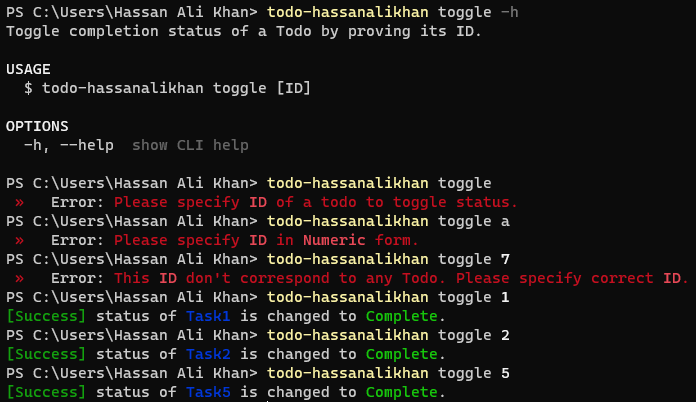 PS C:\Users\Hassan Ali Khan> todo-hassanalikhan toggle -h
Toggle completion status of a Todo by proving its ID.
USAGE
$ todo-hassanalikhan toggle [ID]
OPTIONS
-h, --help  show CLI help
PS C:\Users\Hassan Ali Khan> todo-hassanalikhan toggle
»   Error: Please specify ID of a todo to toggle status.
PS C:\Users\Hassan Ali Khan> todo-hassanalikhan toggle a
»   Error: Please specify ID in Numeric form.
PS C:\Users\Hassan Ali Khan> todo-hassanalikhan toggle 7
»   Error: This ID don't correspond to any Todo. Please specify correct ID.
PS C:\Users\Hassan Ali Khan> todo-hassanalikhan toggle 1
[Success] status of Task1 is changed to Complete.
PS C:\Users\Hassan Ali Khan> todo-hassanalikhan toggle 2
[Success] status of Task2 is changed to Complete.
PS C:\Users\Hassan Ali Khan> todo-hassanalikhan toggle 5
[Success] status of Task5 is changed to Complete.